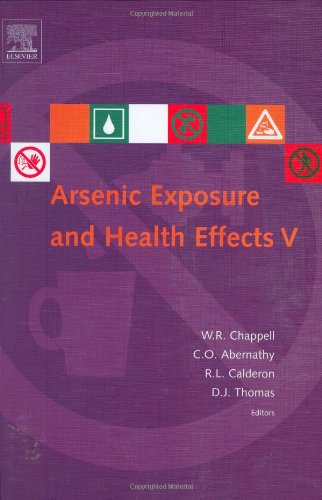 ELSEVIER
Arsenic Exposure
and Health Effects V
W.R. Chappell
C.O. Abernathy
R.L. Calderon
D.J. Thomas
Editors